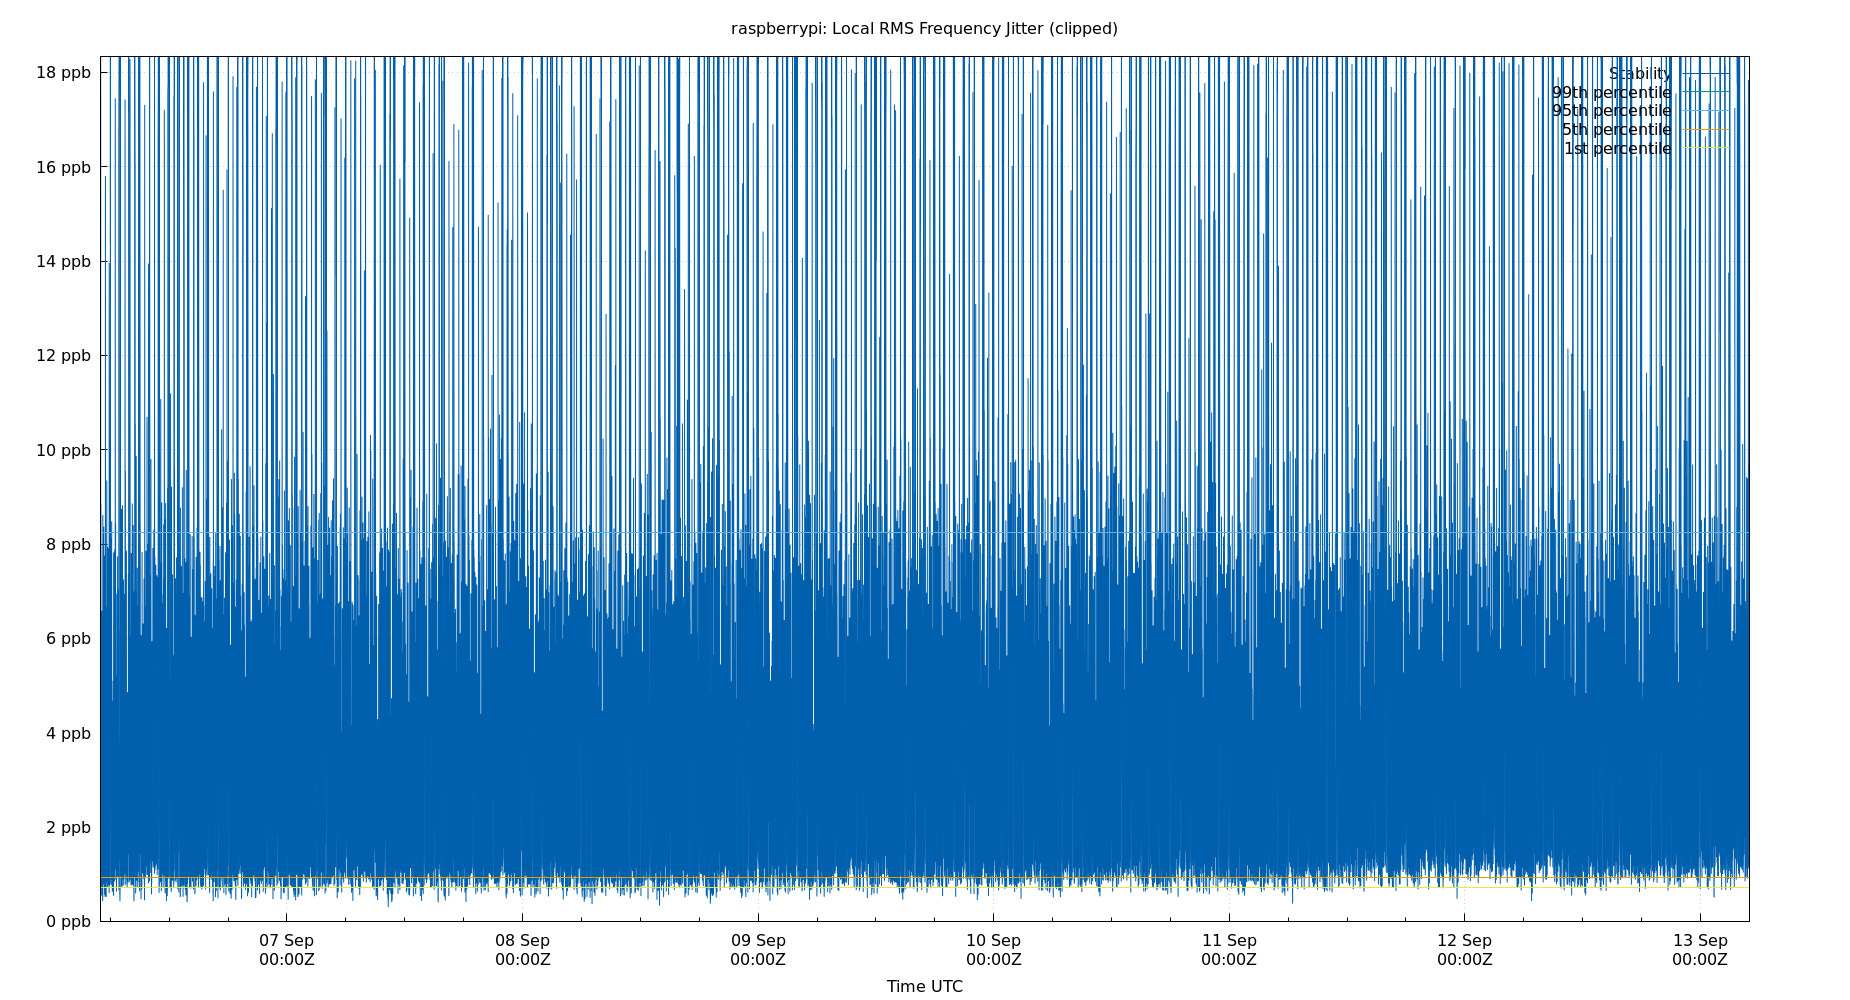 raspberrypi: Local RMS Frequency Jitter (clipped)
18 ppb
16 ppb
14 ppb
12 ppb
10 ppb
8 ppb
6 ppb
4 ppb
2 ppb
0 ppb
Stability
99th percentile
95th percentile
5th percentile
1st percentile
07 Sep 08 Sep 09 Sep 10 Sep 11 Sep 12 Sep 13 Sep
00:00Z 00:00Z 00:00Z 00:00Z 00:00Z 00:00Z 00:00Z
Time UTC